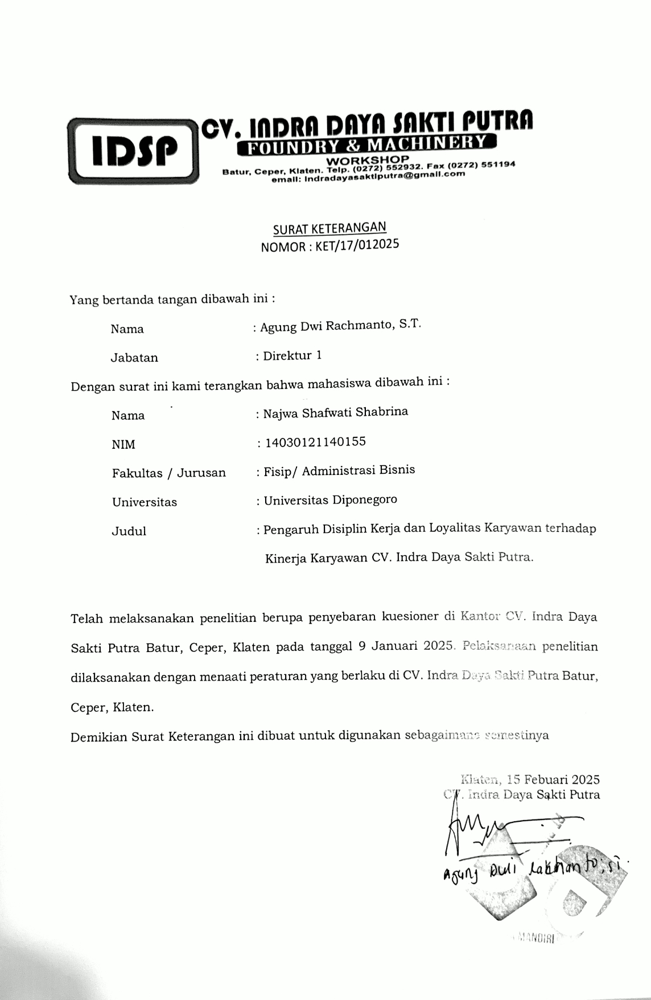 IDSP
CV. INDRA DAYA SAKTI PUTRA
FOUNDRY & MACHINERY
WORKSHOP
Batur, Ceper, Klaten. Telp. (0272) 552932. Fax (0272) 551194
email: indradayasaktiputra@gmail.com
SURAT KETERANGAN
NOMOR : KET/17/012025
Yang bertanda tangan dibawah ini :
Nama : Agung Dwi Rachmanto, S.T.
Jabatan : Direktur 1
Dengan surat ini kami terangkan bahwa mahasiswa dibawah ini :
Nama : Najwa Shafwati Shabrina
NIM : 14030121140155
Fakultas / Jurusan : Fisip/ Administrasi Bisnis
Universitas : Universitas Diponegoro
Judul : Pengaruh Disiplin Kerja dan Loyalitas Karyawan terhadap
Kinerja Karyawan CV. Indra Daya Sakti Putra.
Telah melaksanakan penelitian berupa penyebaran kuesioner di Kantor CV. Indra Daya
Sakti Putra Batur, Ceper, Klaten pada tanggal 9 Januari 2025. Pelaksanaan penelitian
dilaksanakan dengan menaati peraturan yang berlaku di CV. Indra Daya Sakti Putra Batur,
Ceper, Klaten.
Demikian Surat Keterangan ini dibuat untuk digunakan sebagaimana semestinya
Klaten, 15 Febuari 2025
CV. Indra Daya Sakti Putra
Agung Dwi
MANDIRI